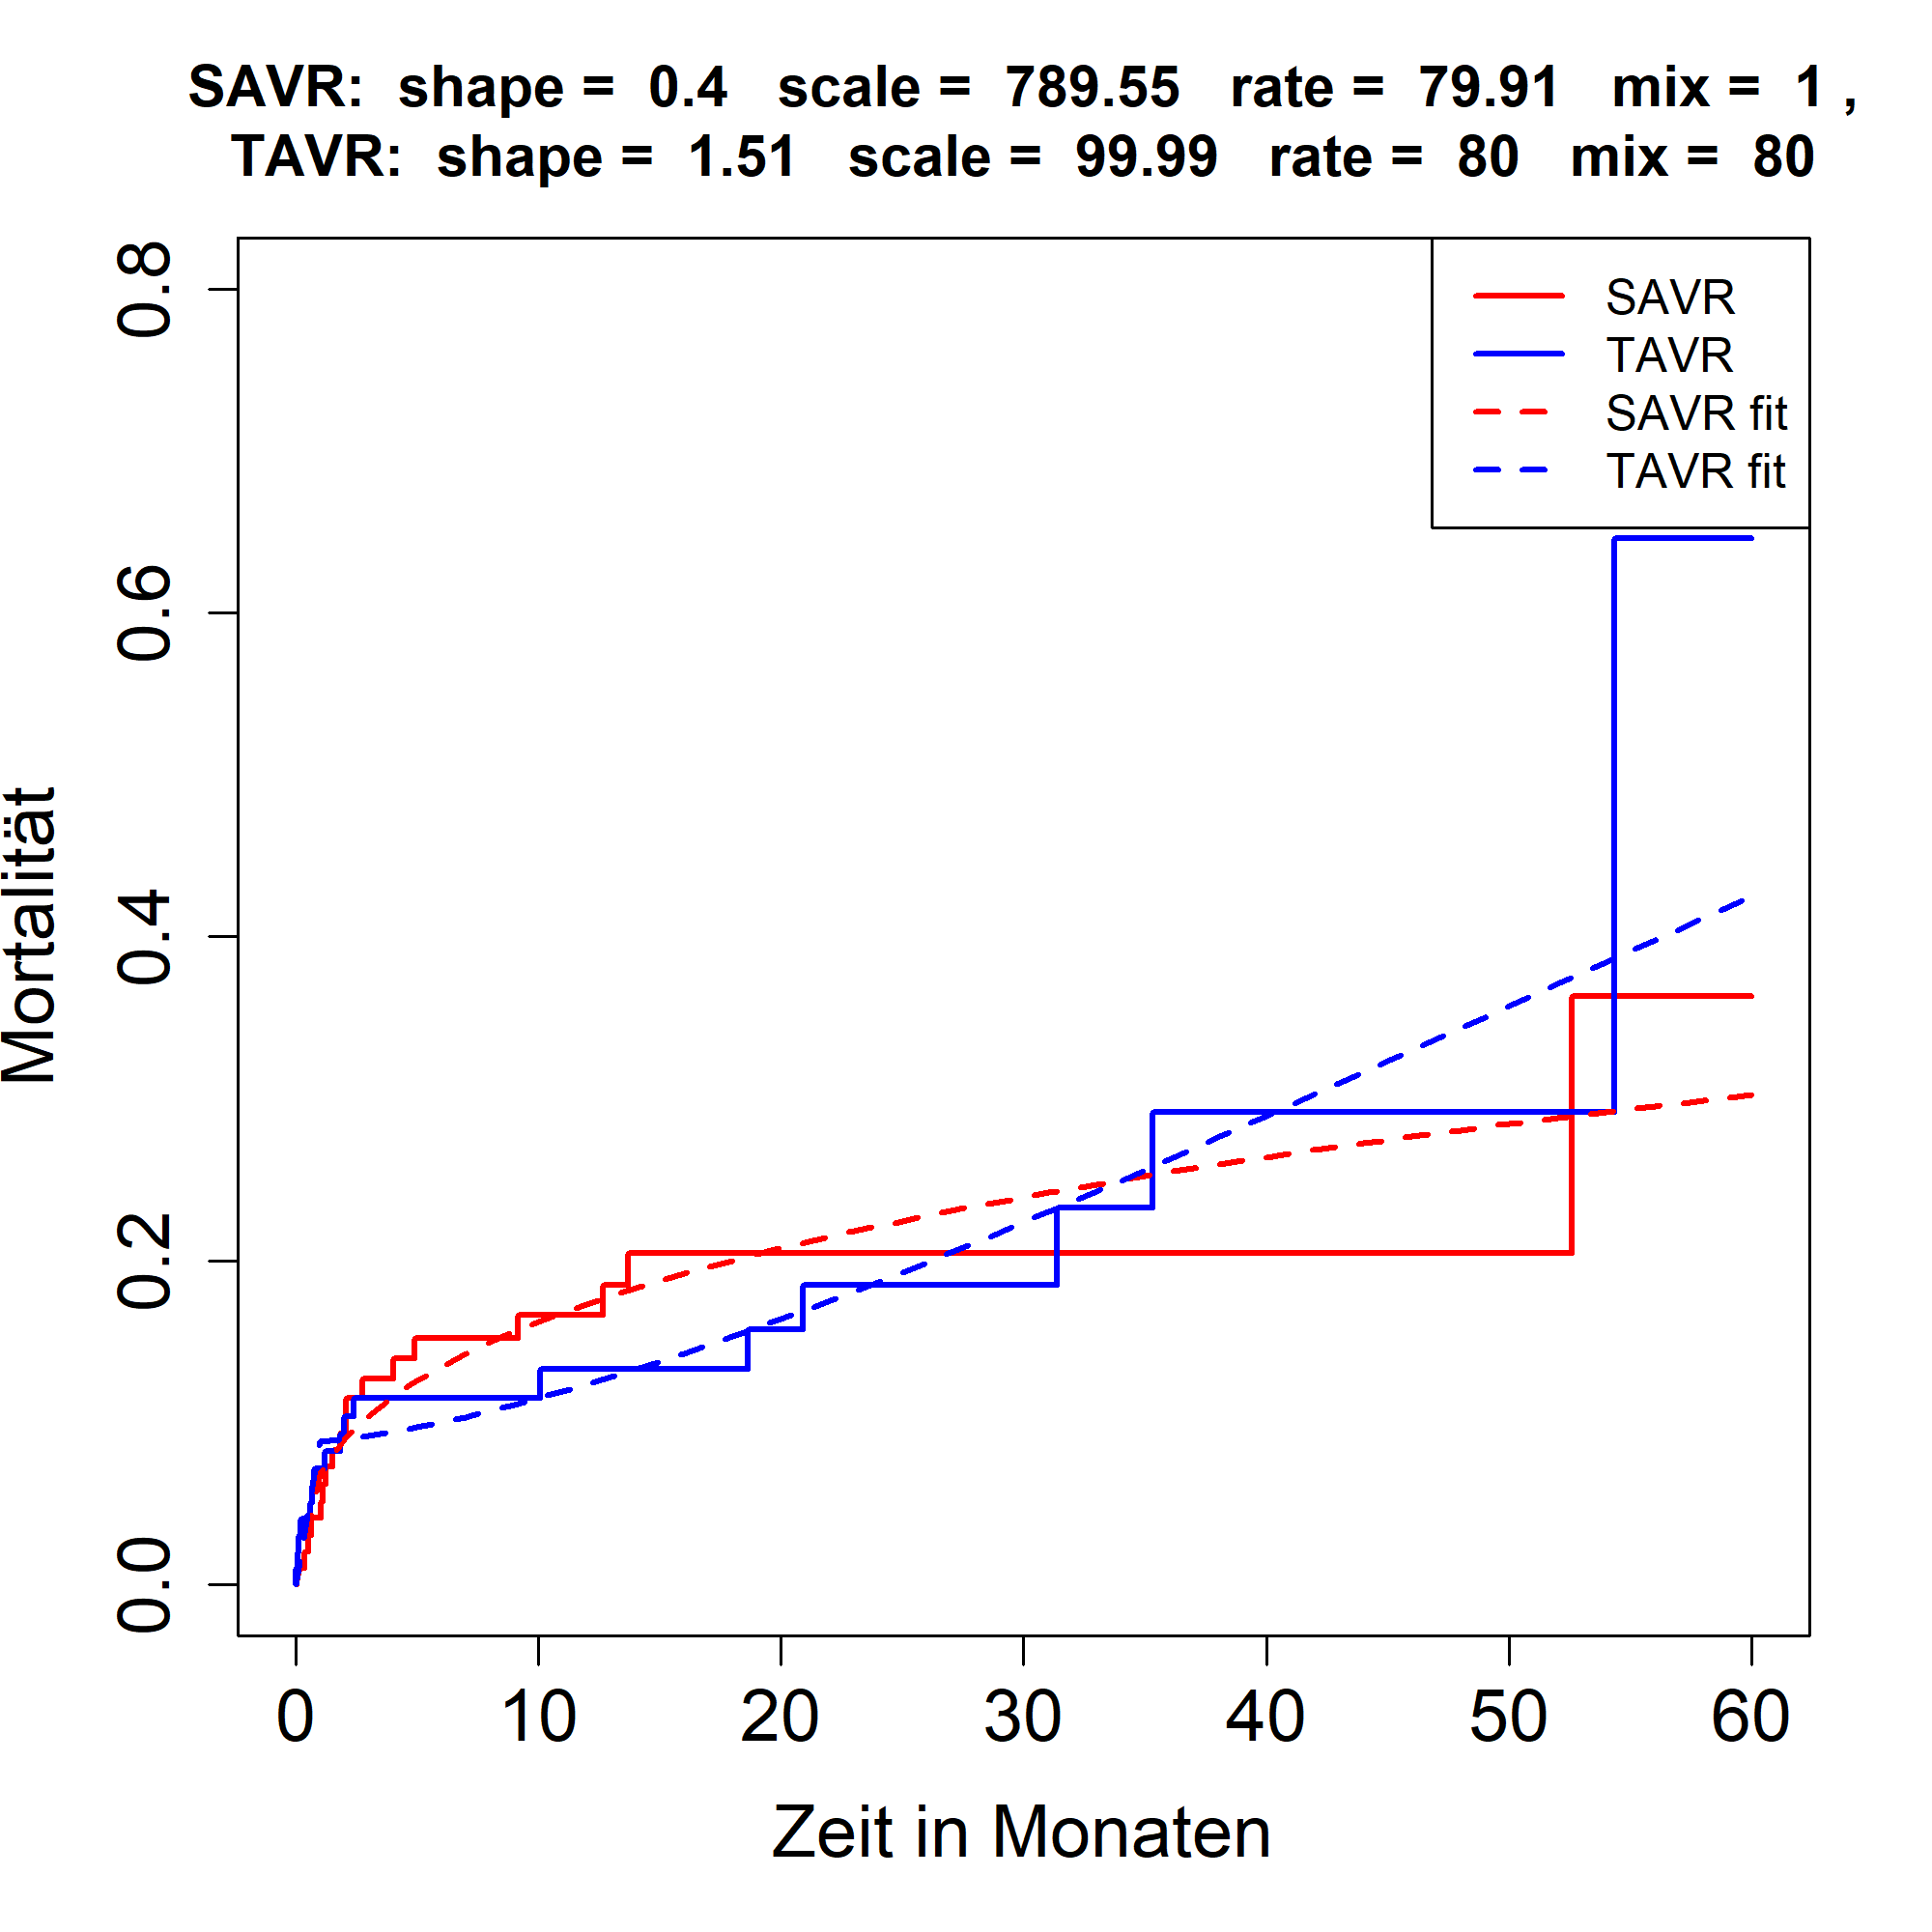 SAVR: shape = 0.4 scale = 789.55 rate = 79.91 mix = 1 ,
TAVR: shape = 1.51 scale = 99.99 rate = 80 mix = 80
SAVR
TAVR
SAVR fit
TAVR fit
Mortalität
0.8
0.6
0.4
0.2
0.0
0 10 20 30 40 50 60
Zeit in Monaten